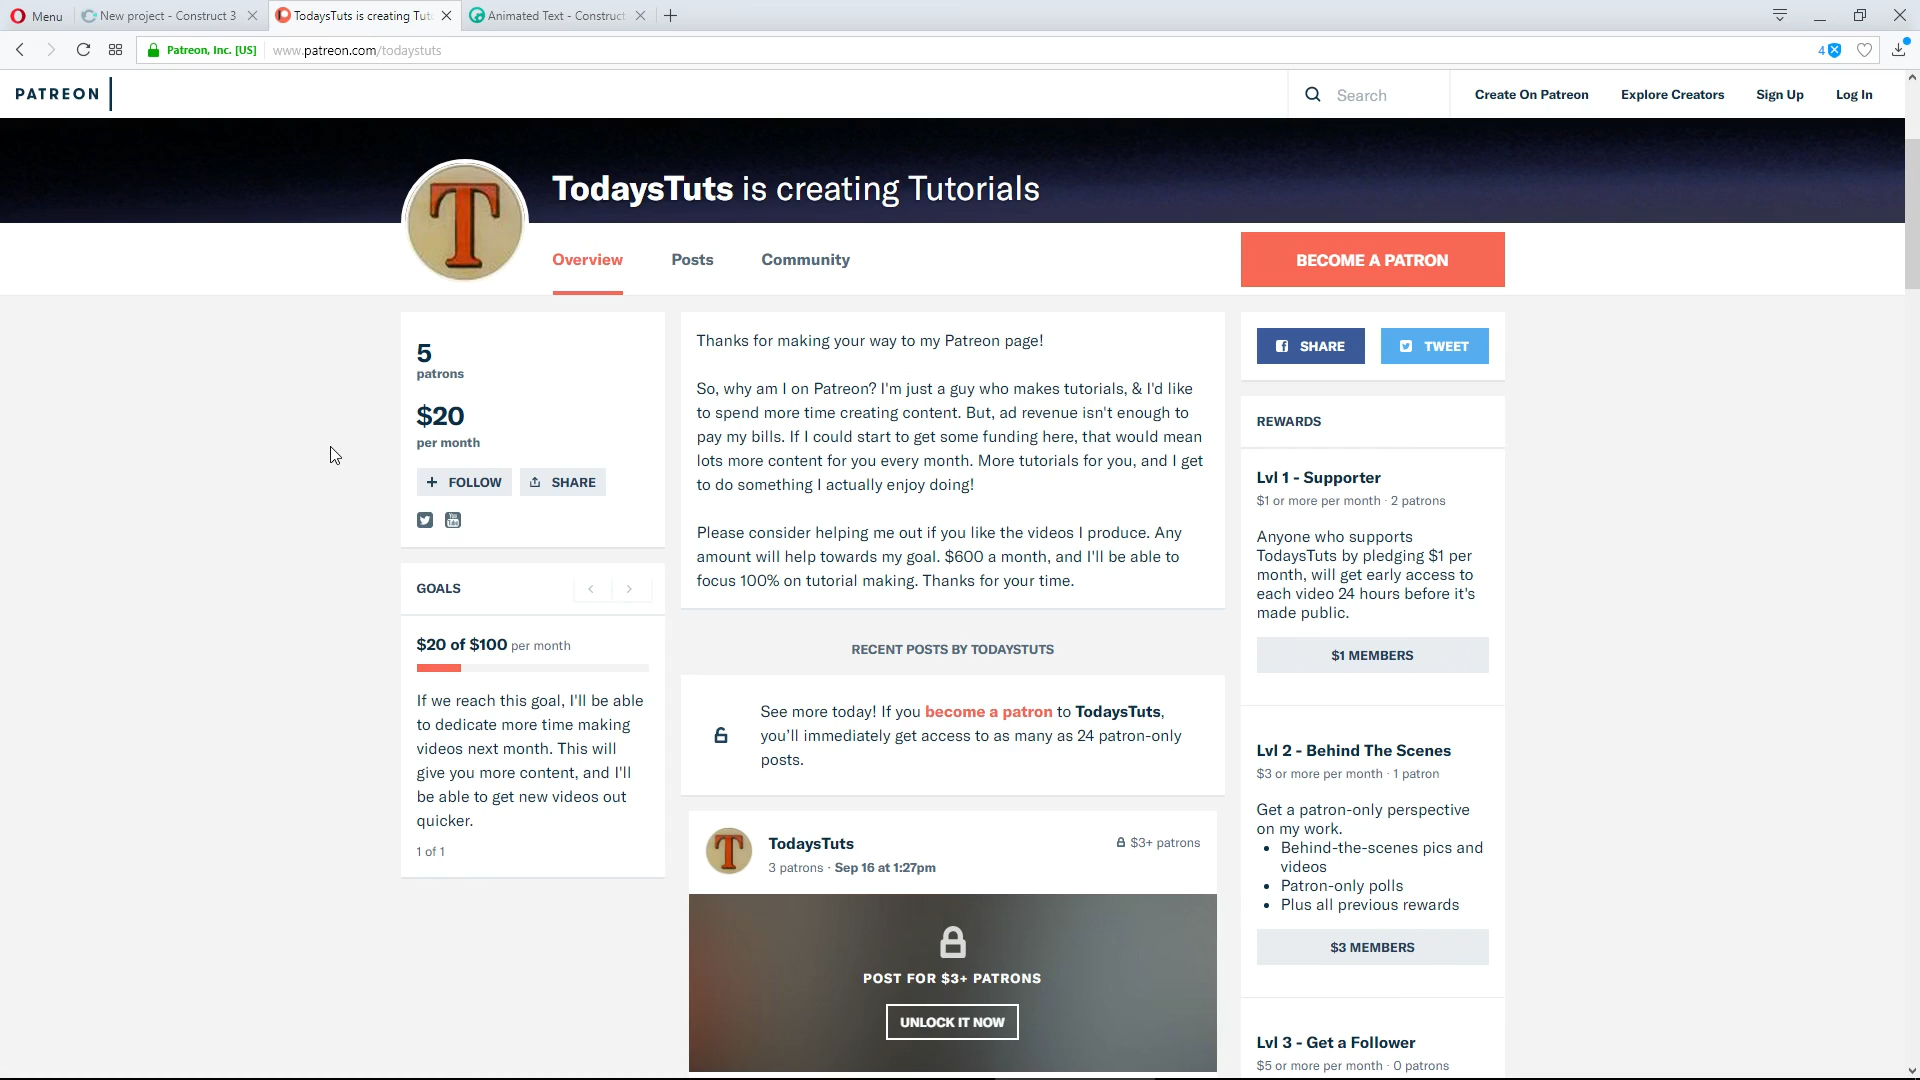 Menu
New project - Construct 3
TodaysTuts is creating Tut
Animated Text - Construct
Patreon, Inc. [US]
www.patreon.com/todaystuts
4
PATREON
Search
Create On Patreon
Explore Creators
Sign Up
Log In
T
TodaysTuts is creating Tutorials
Overview
Posts
Community
BECOME A PATRON
5
patrons
$20
per month
FOLLOW
SHARE
GOALS
$20 of $100 per month
If we reach this goal, I'll be able
to dedicate more time making
videos next month. This will
give you more content, and I'll
be able to get new videos out
quicker.
1 of 1
Thanks for making your way to my Patreon page!
So, why am I on Patreon? I'm just a guy who makes tutorials, & I'd like
to spend more time creating content. But, ad revenue isn't enough to
pay my bills. If I could start to get some funding here, that would mean
lots more content for you every month. More tutorials for you, and I get
to do something I actually enjoy doing!
Please consider helping me out if you like the videos I produce. Any
amount will help towards my goal. $600 a month, and I'll be able to
focus 100% on tutorial making. Thanks for your time.
RECENT POSTS BY TODAYSTUTS
See more today! If you become a patron to TodaysTuts,
you'll immediately get access to as many as 24 patron-only
posts.
T
TodaysTuts
3 patrons · Sep 16 at 1:27pm
$3+ patrons
POST FOR $3+ PATRONS
UNLOCK IT NOW
SHARE
TWEET
REWARDS
Lvl 1 - Supporter
$1 or more per month · 2 patrons
Anyone who supports
TodaysTuts by pledging $1 per
month, will get early access to
each video 24 hours before it's
made public.
$1 MEMBERS
Lvl 2 - Behind The Scenes
$3 or more per month · 1 patron
Get a patron-only perspective
on my work.
• Behind-the-scenes pics and
videos
• Patron-only polls
• Plus all previous rewards
$3 MEMBERS
Lvl 3 - Get a Follower
$5 or more per month · 0 patrons